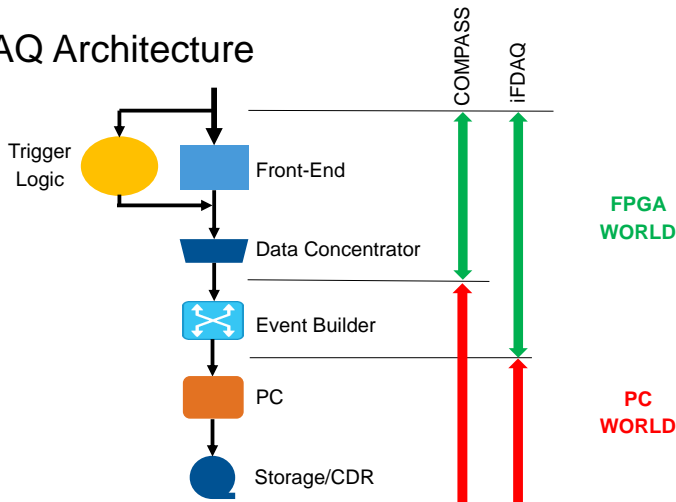 AQ Architecture
COMPASS
iFDAQ
Trigger
Logic
Front-End
FPGA
WORLD
Data Concentrator
Event Builder
PC
PC
WORLD
Storage/CDR